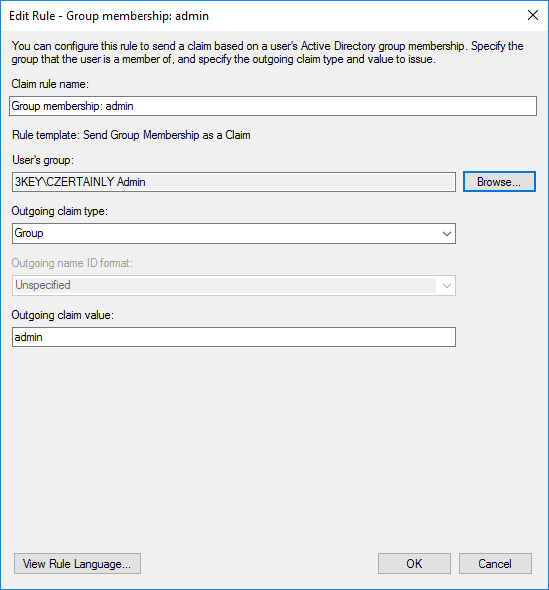 Edit Rule - Group membership: admin
You can configure this rule to send a claim based on a user's Active Directory group membership. Specify the
group that the user is a member of, and specify the outgoing claim type and value to issue.
Claim rule name:
Group membership: admin
Rule template: Send Group Membership as a Claim
User's group:
3KEY\CZERTAINLY Admin
Browse...
Outgoing claim type:
Group
Outgoing name ID format:
Unspecified
Outgoing claim value:
admin
View Rule Language...
OK
Cancel